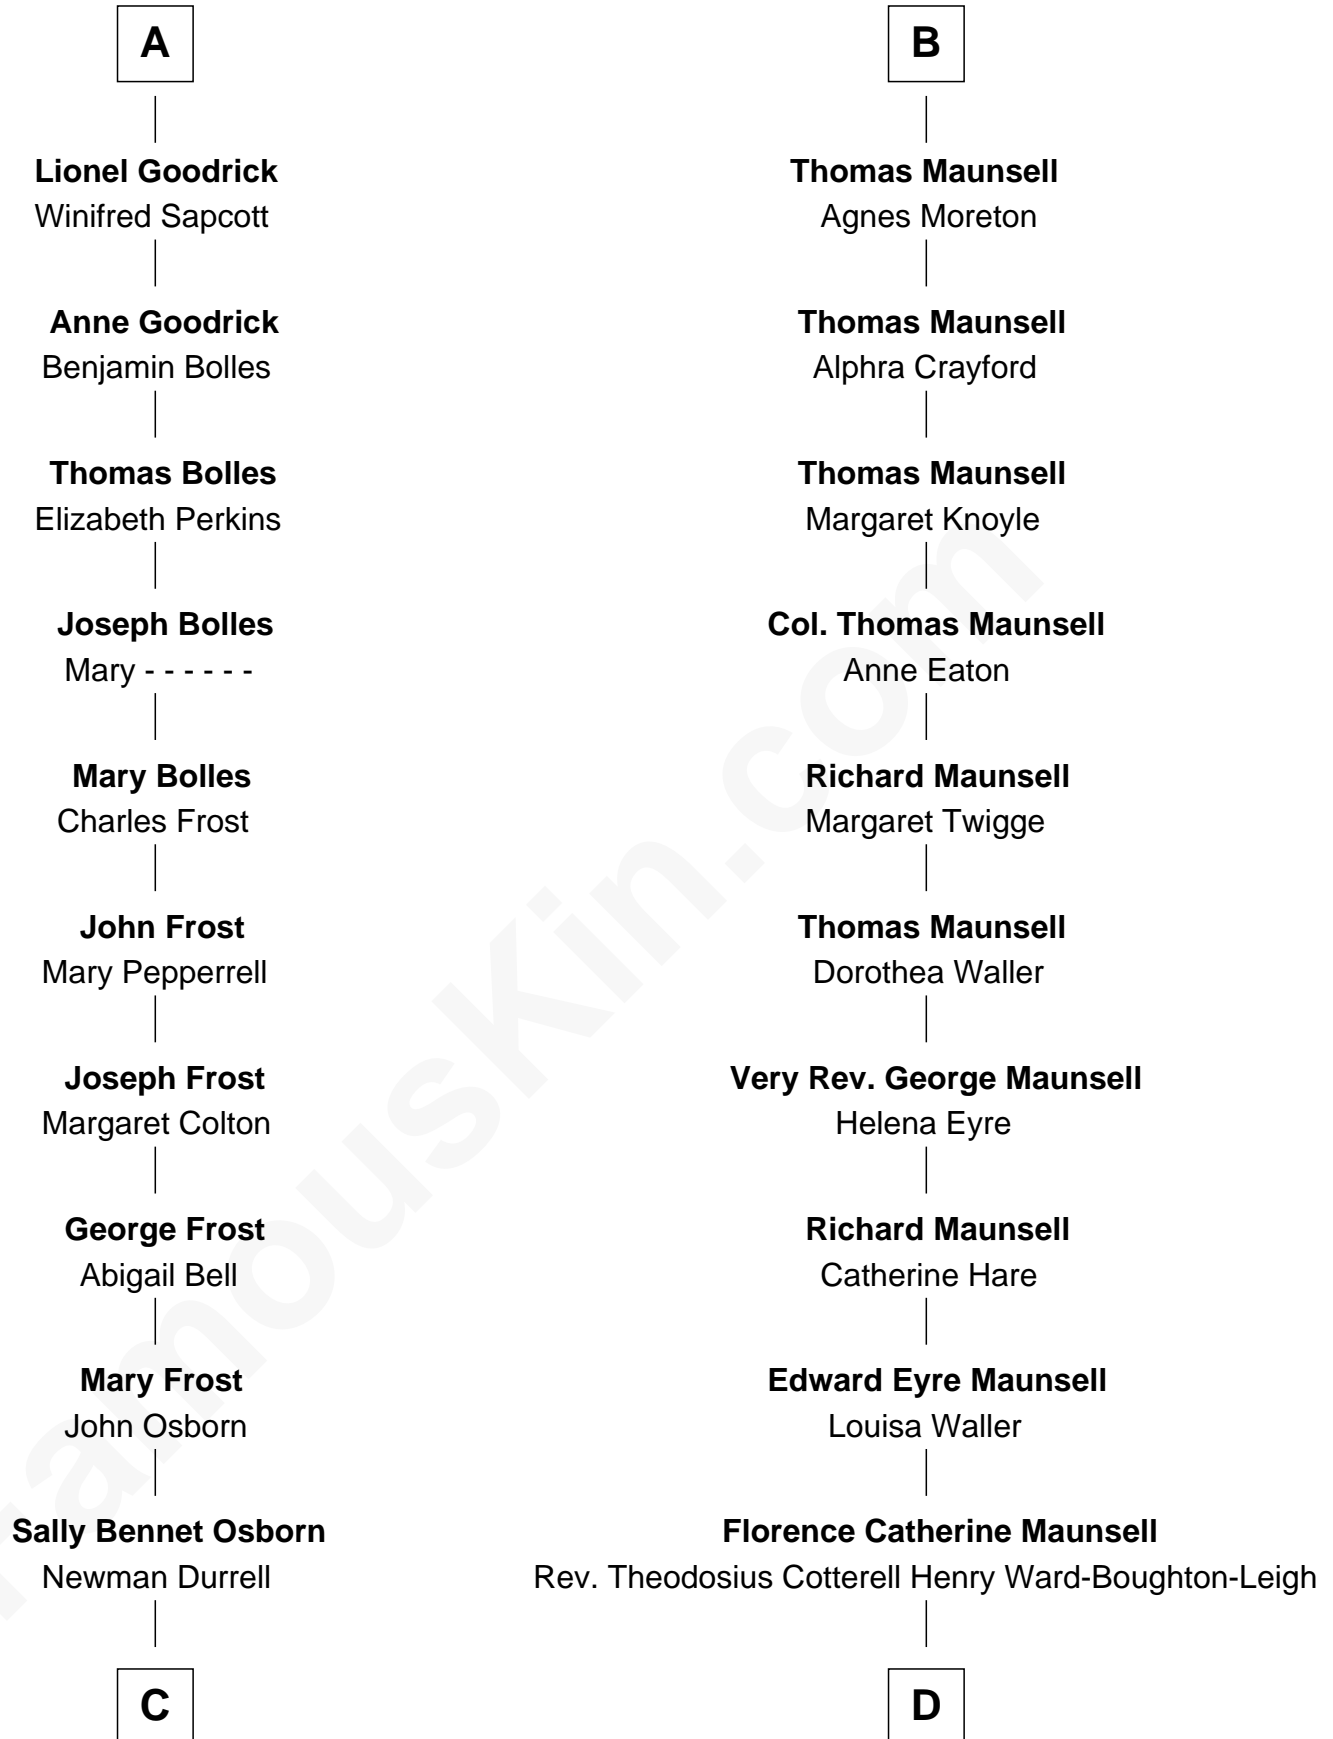 A
Lionel Goodrick
Winifred Sapcott
Anne Goodrick
Benjamin Bolles
Thomas Bolles
Elizabeth Perkins
Joseph Bolles
Mary - - - - - -
Mary Bolles
Charles Frost
John Frost
Mary Pepperrell
Joseph Frost
Margaret Colton
George Frost
Abigail Bell
Mary Frost
John Osborn
Sally Bennet Osborn
Newman Durrell
C
B
Thomas Maunsell
Agnes Moreton
Thomas Maunsell
Alphra Crayford
Thomas Maunsell
Margaret Knoyle
Col. Thomas Maunsell
Anne Eaton
Richard Maunsell
Margaret Twigge
Thomas Maunsell
Dorothea Waller
Very Rev. George Maunsell
Helena Eyre
Richard Maunsell
Catherine Hare
Edward Eyre Maunsell
Louisa Waller
Florence Catherine Maunsell
Rev. Theodosius Cotterell Henry Ward-Boughton-Leigh
D
FamousKin.com